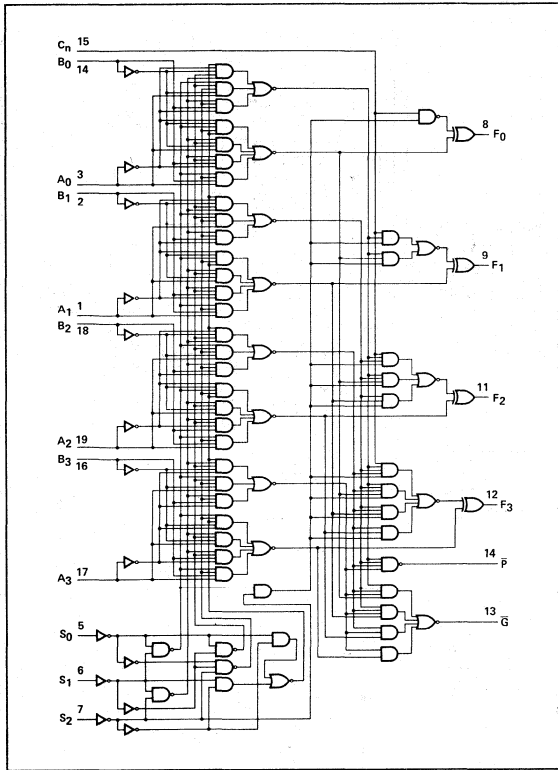 Cn 15
B0 14
A0 3
B1 2
A1 1
B2 18
A2 19
B3 16
A3 17
S0 5
S1 6
S2 7
8 F0
9 F1
11 F2
12 F3
14 P̅
13 G̅